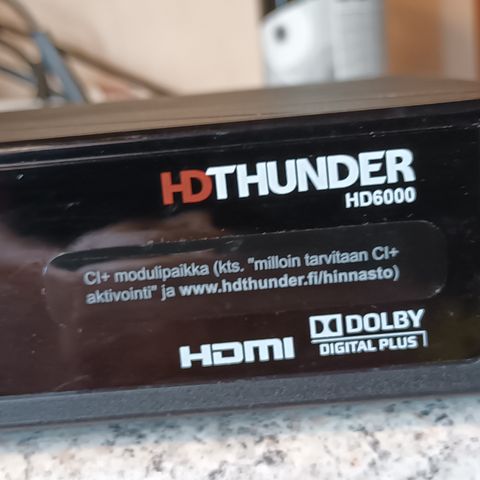 HDTHUNDER
HD6000
CI+ modulipaikka (kts. "milloin tarvitaan CI+
aktivointi" ja www.hdthunder.fi/hinnasto)
HDMI
DOLBY
DIGITAL PLUS